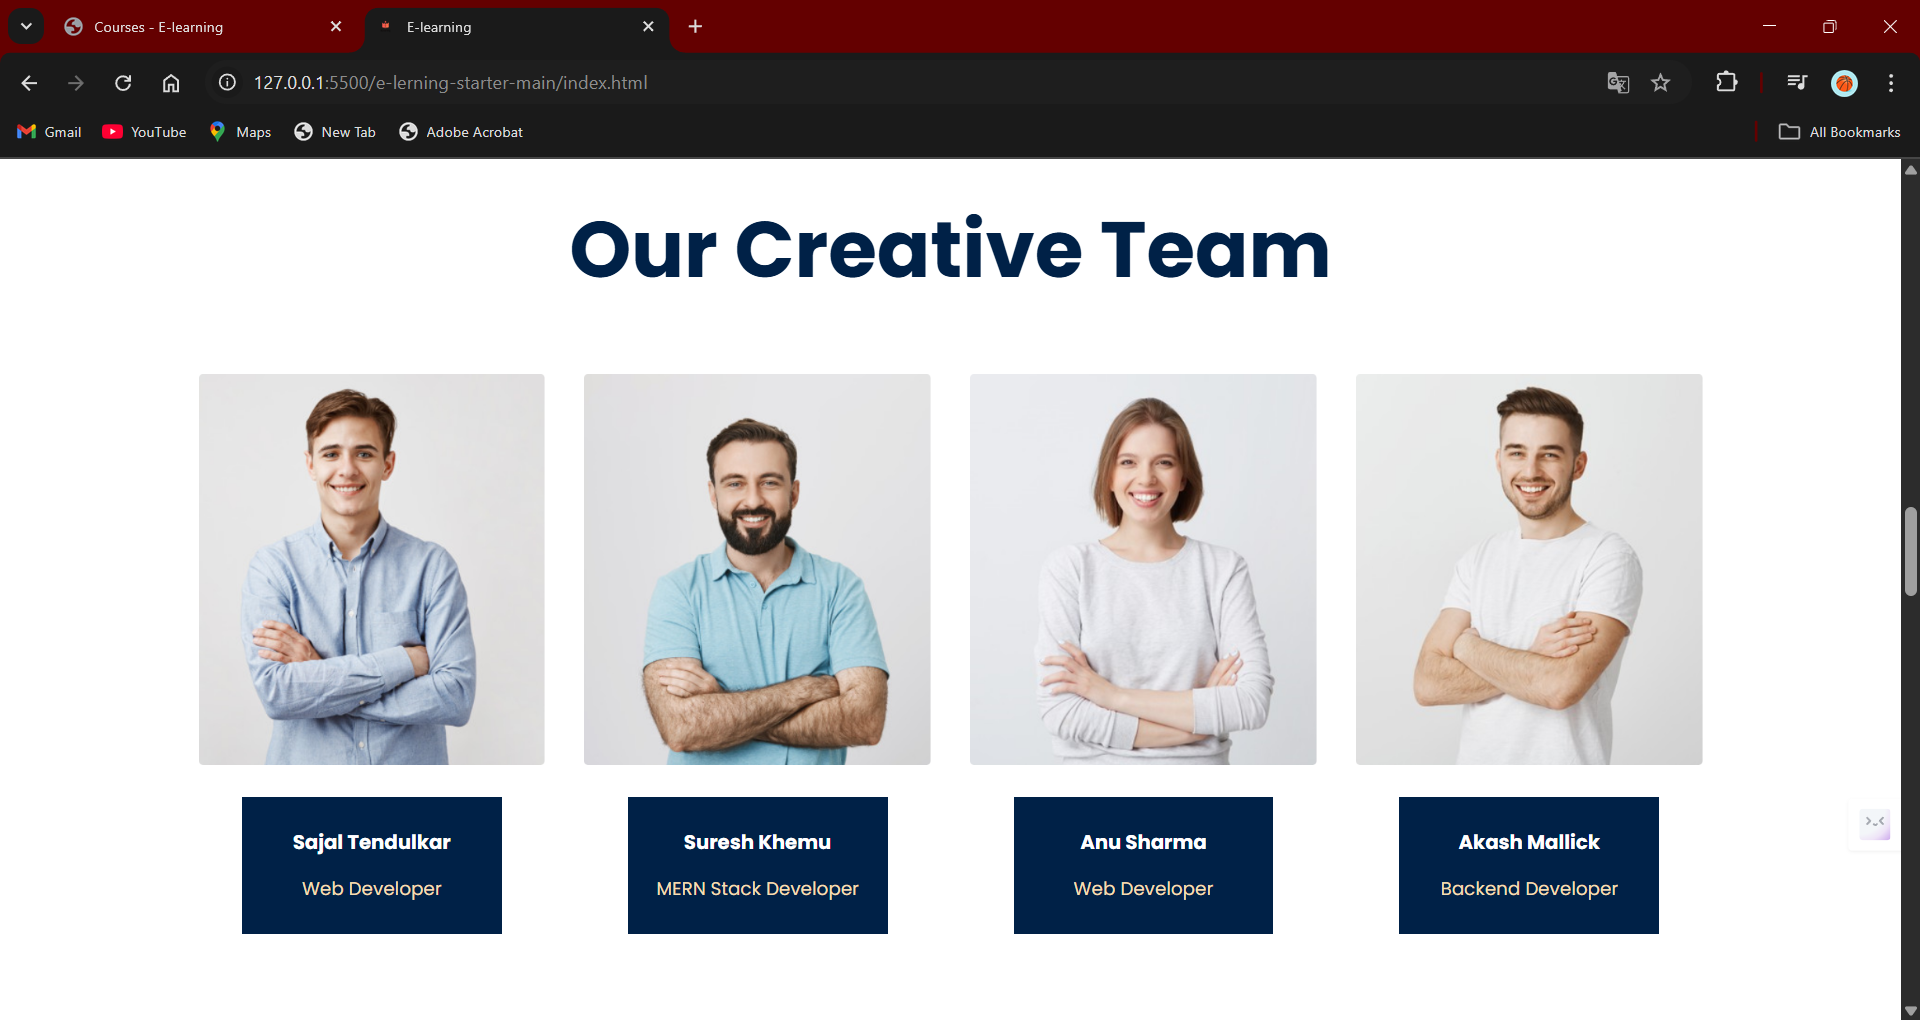 Courses - E-learning
E-learning
127.0.0.1:5500/e-lerning-starter-main/index.html
Gmail
YouTube
Maps
New Tab
Adobe Acrobat
All Bookmarks
Our Creative Team
Sajal Tendulkar
Web Developer
Suresh Khemu
MERN Stack Developer
Anu Sharma
Web Developer
Akash Mallick
Backend Developer